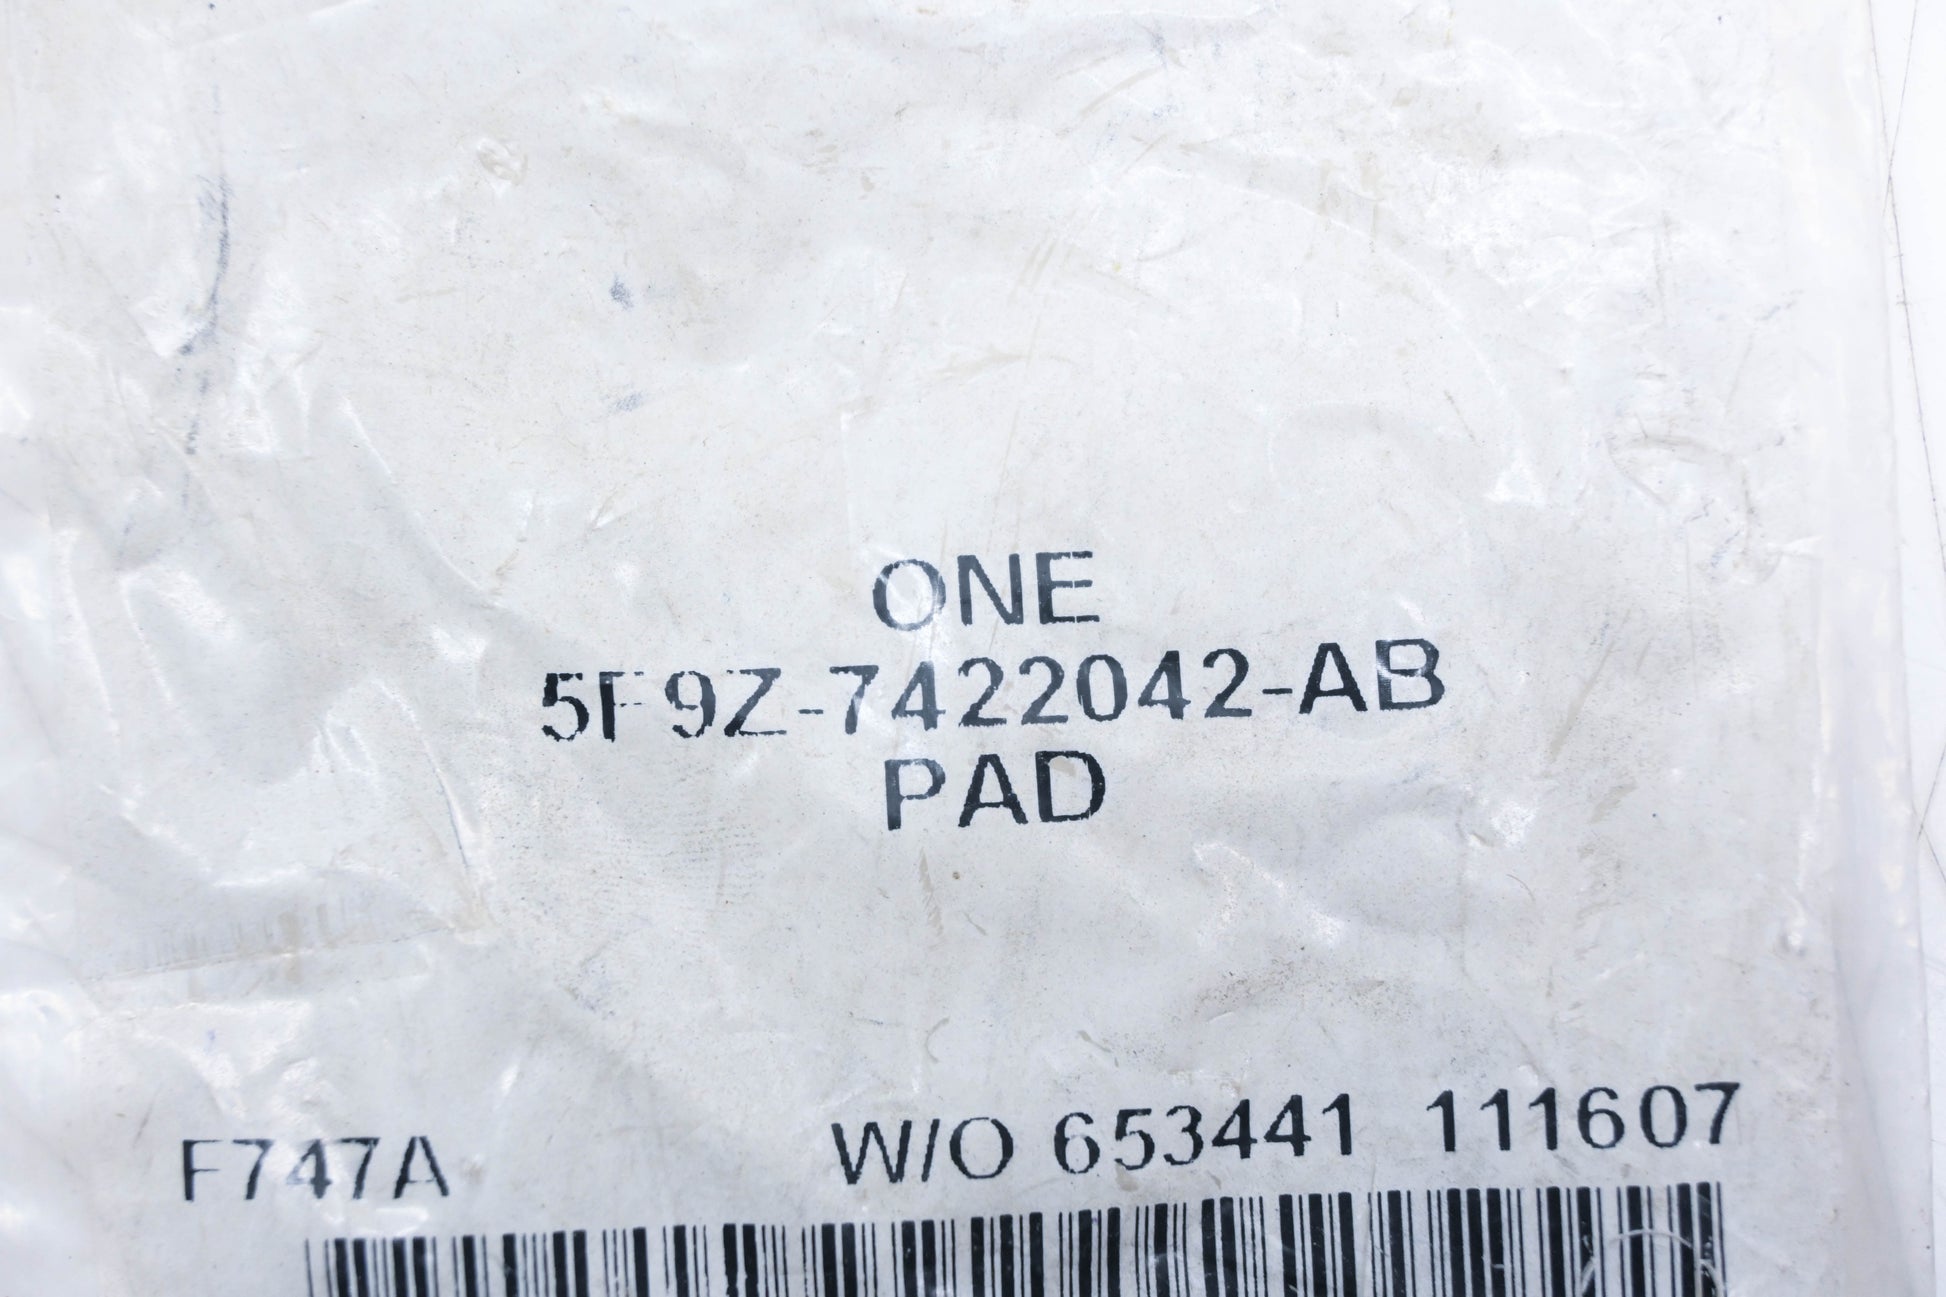 ONE
5F9Z-7422042-AB
PAD
F747A W/O 653441 111607